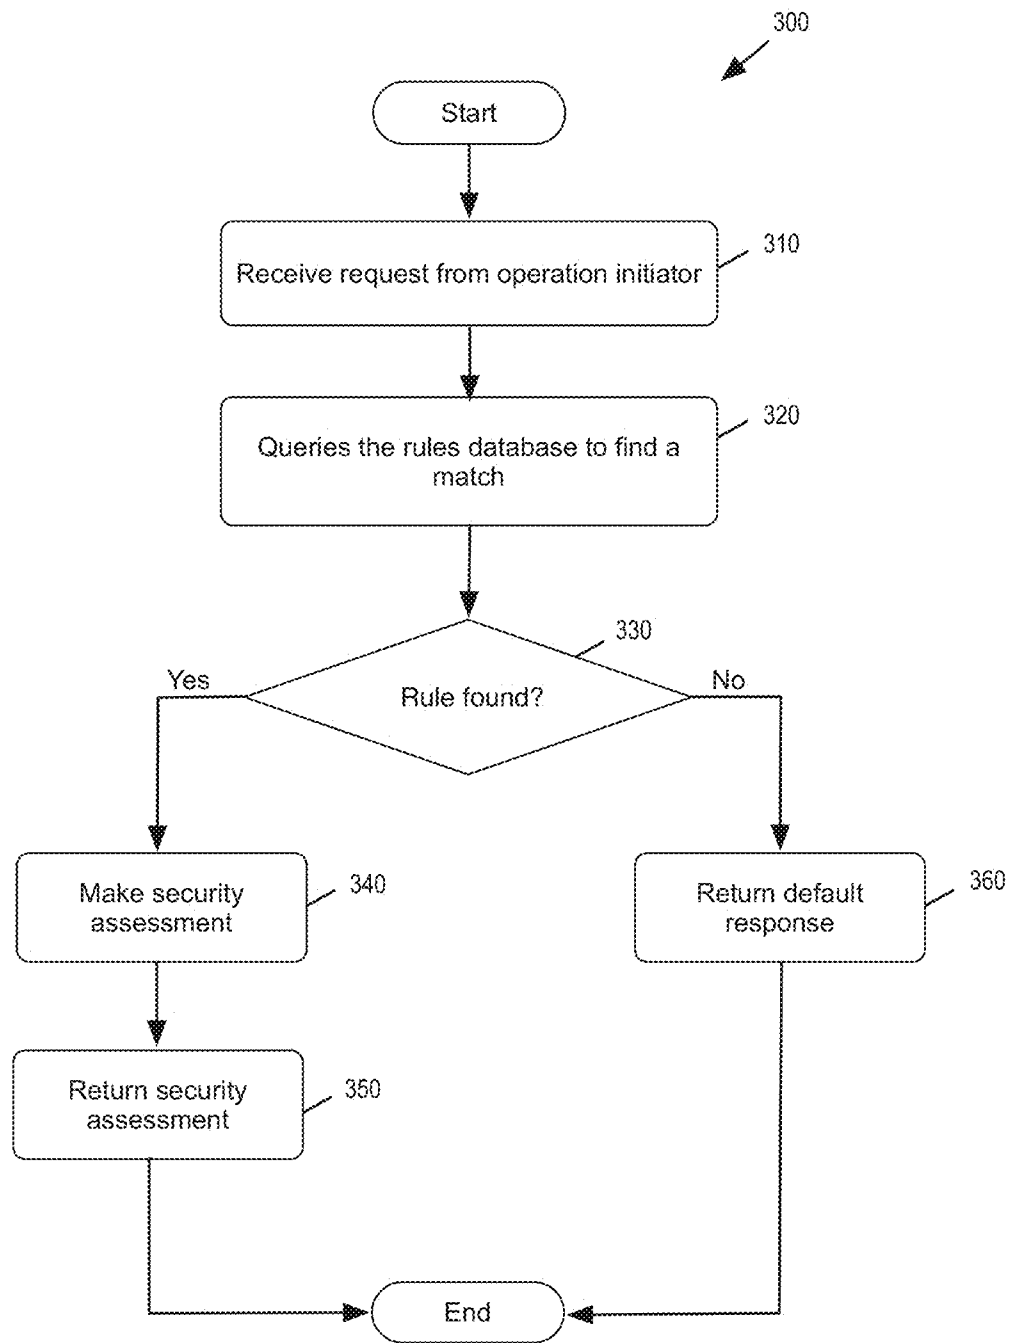 300
Start
Receive request from operation initiator
310
Queries the rules database to find a
match
320
330
Yes
Rule found?
No
Make security
assessment
340
Return default
response
360
Return security
assessment
350
End